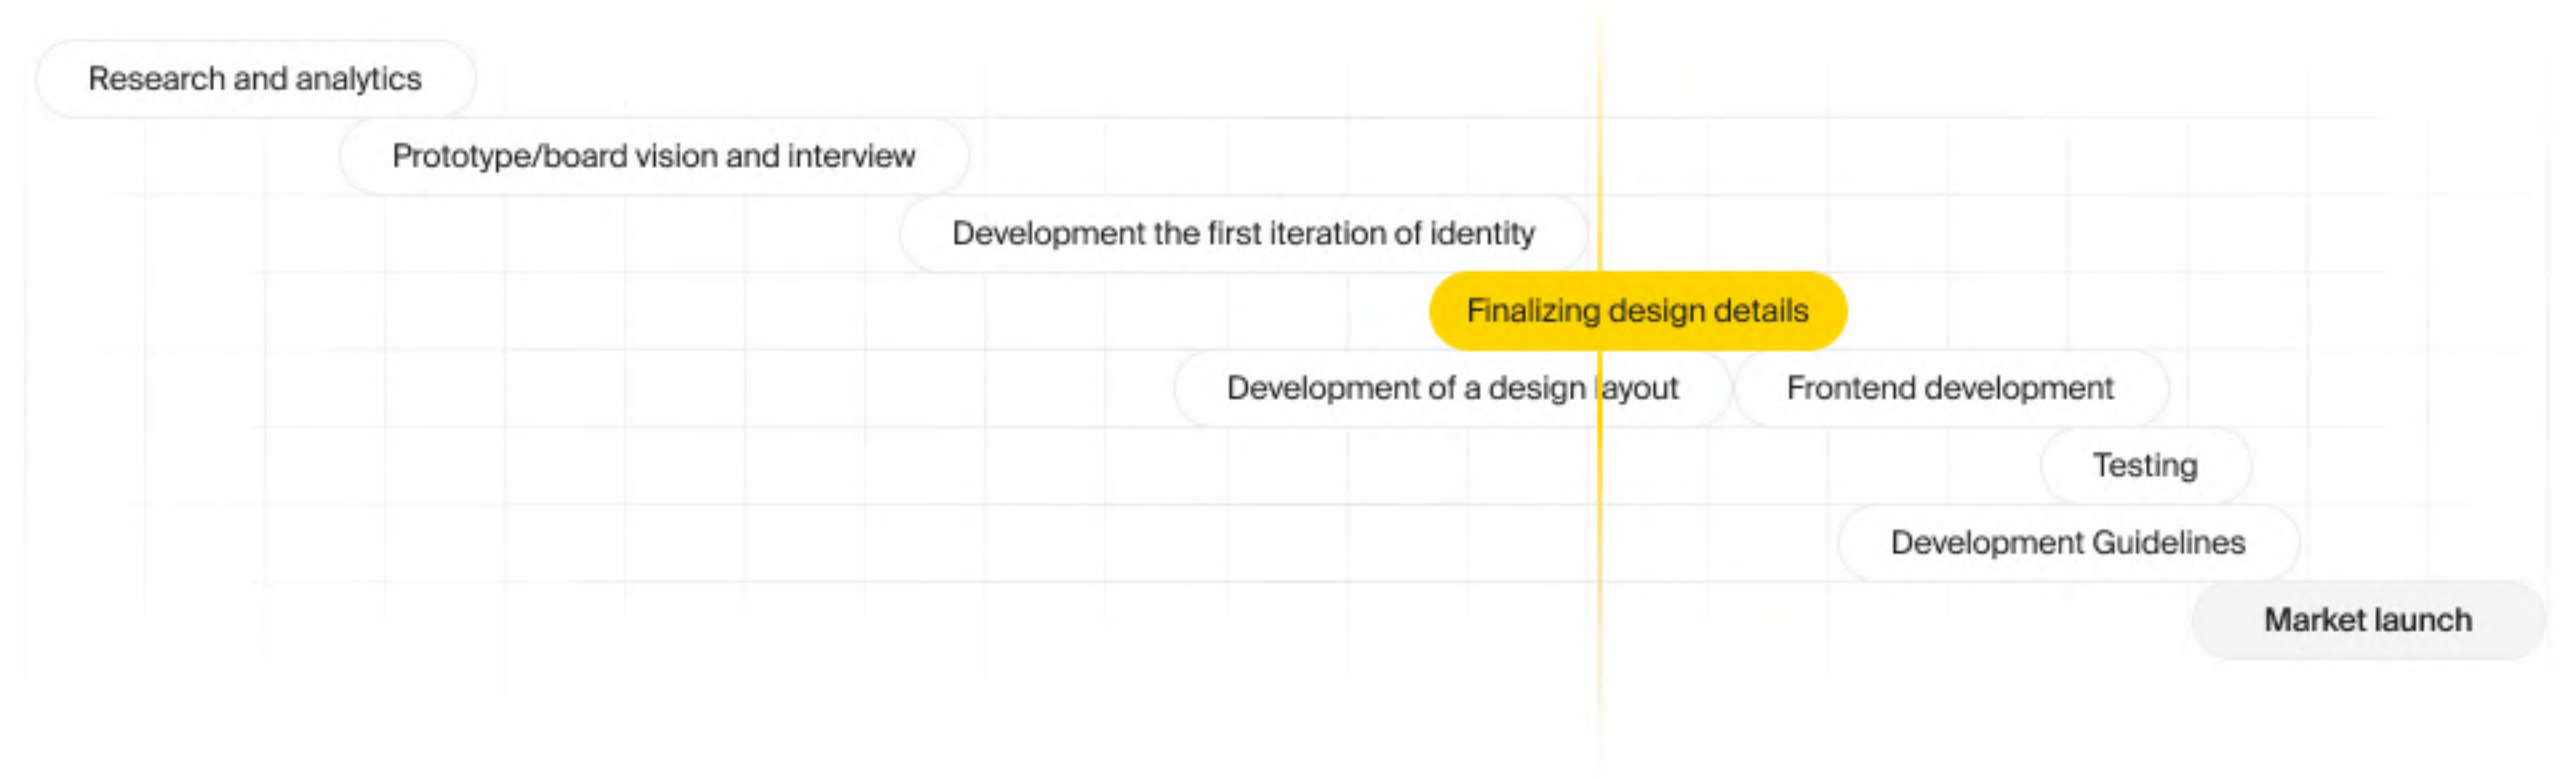 Research and analytics
Prototype/board vision and interview
Development the first iteration of identity
Finalizing design details
Development of a design layout
Frontend development
Testing
Development Guidelines
Market launch